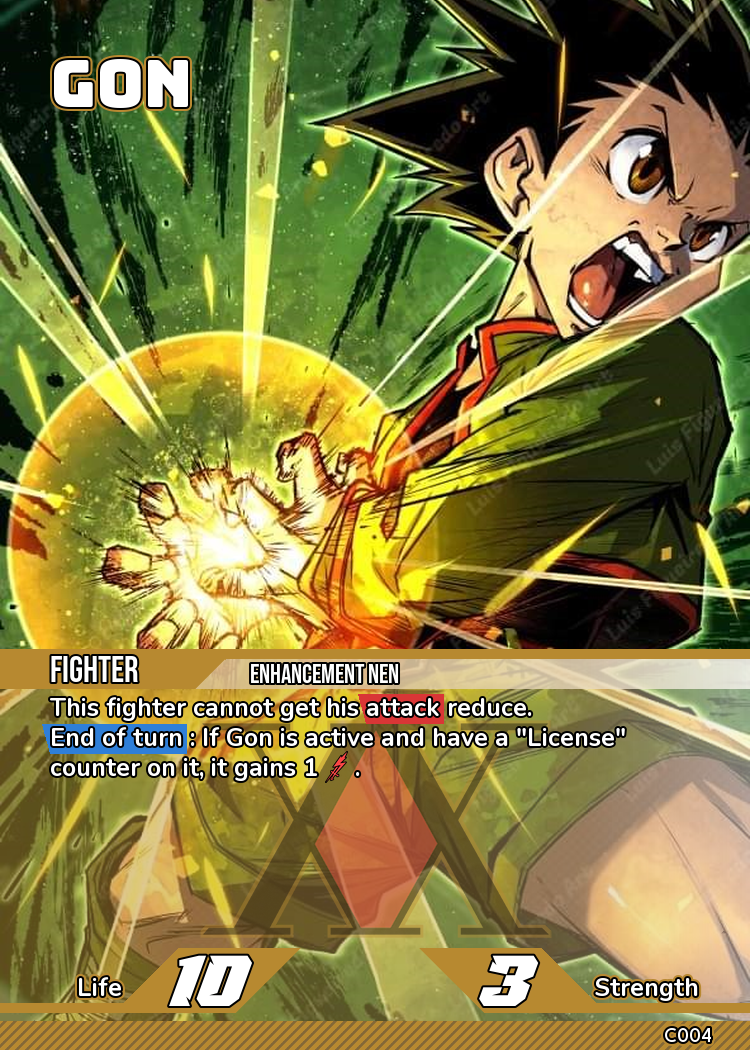 GON
FIGHTER
ENHANCEMENT NEN
This fighter cannot get his attack reduce.
End of turn : If Gon is active and have a "License"
counter on it, it gains 1 .
Life 10 3 Strength
C004